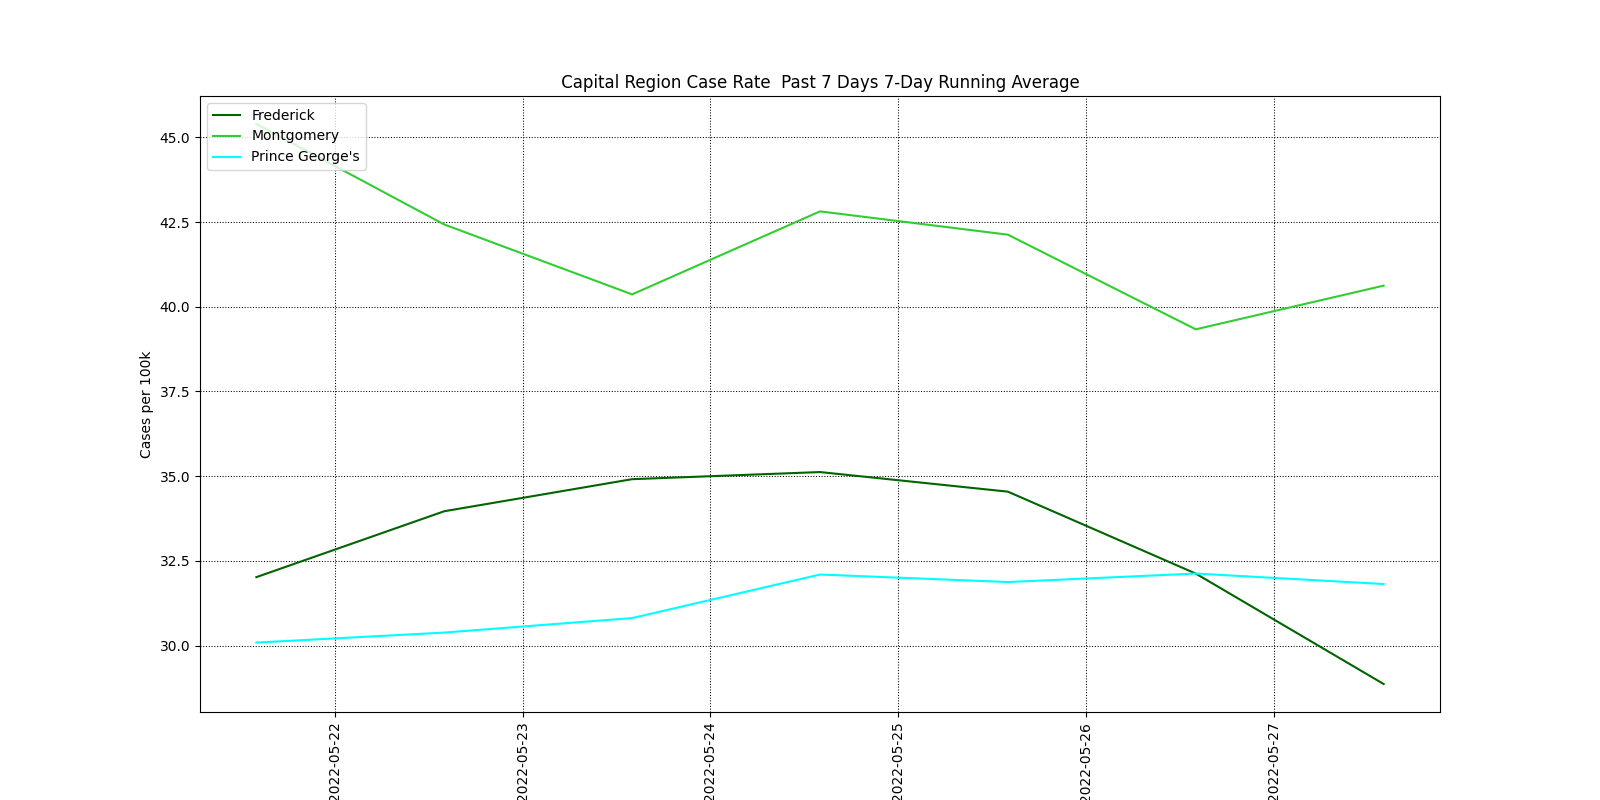 Capital Region Case Rate  Past 7 Days 7-Day Running Average
Frederick
Montgomery
Prince George's
45.0
42.5
40.0
37.5
35.0
32.5
30.0
Cases per 100k
2022-05-22
2022-05-23
2022-05-24
2022-05-25
2022-05-26
2022-05-27